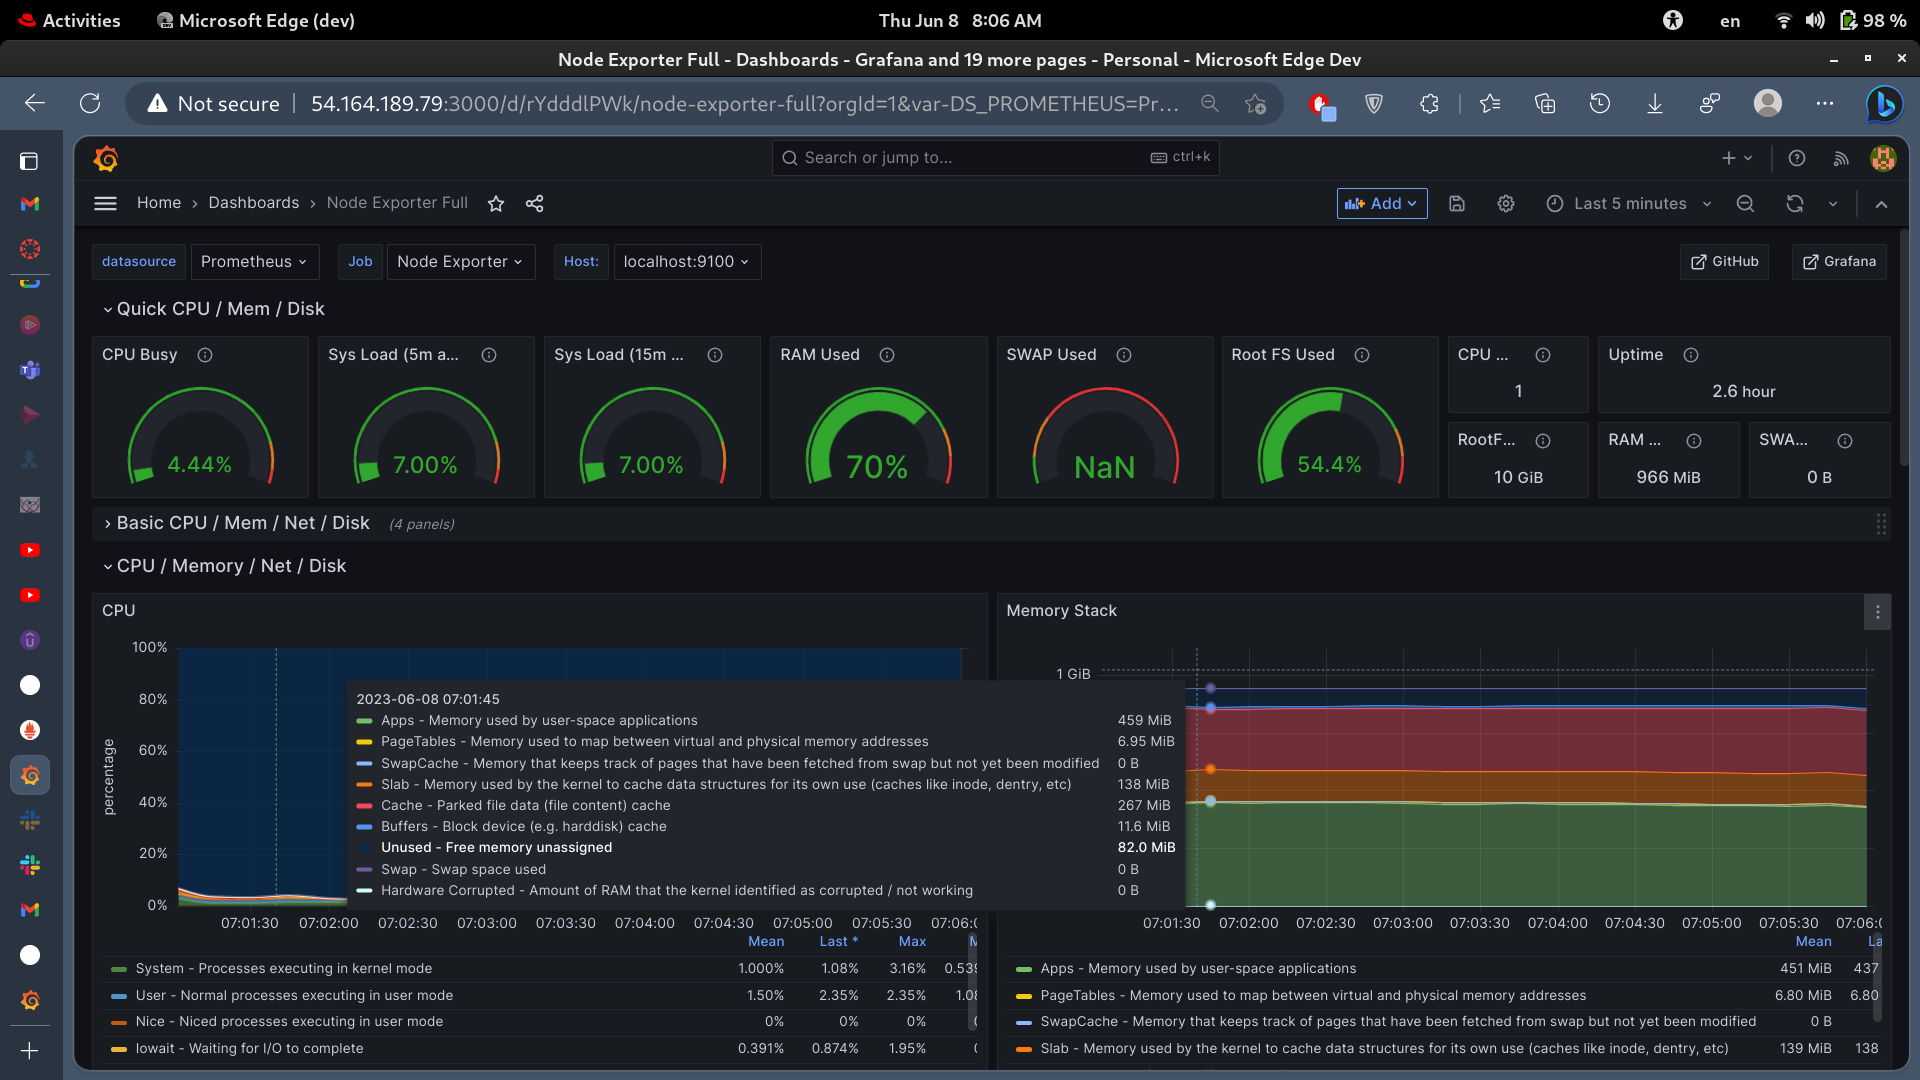 Activities Microsoft Edge (dev) Thu Jun 8 8:06 AM en 98 %
Node Exporter Full - Dashboards - Grafana and 19 more pages - Personal - Microsoft Edge Dev
Not secure 54.164.189.79:3000/d/rYdddlPWk/node-exporter-full?orgId=1&var-DS_PROMETHEUS=Pr...
Search or jump to... ctrl+k
Home › Dashboards › Node Exporter Full Add Last 5 minutes
datasource Prometheus Job Node Exporter Host: localhost:9100 GitHub Grafana
Quick CPU / Mem / Disk
CPU Busy Sys Load (5m a... Sys Load (15m ... RAM Used SWAP Used Root FS Used CPU ... Uptime
1 2.6 hour
RootF... RAM ... SWA...
4.44% 7.00% 7.00% 70% NaN 54.4%
10 GiB 966 MiB 0 B
Basic CPU / Mem / Net / Disk (4 panels)
CPU / Memory / Net / Disk
CPU
100%
80%
60%
40%
20%
0%
percentage
07:01:30 07:02:00 07:02:30 07:03:00 07:03:30 07:04:00 07:04:30 07:05:00 07:05:30 07:06:0
Mean Last * Max
System - Processes executing in kernel mode 1.000% 1.08% 3.16% 0.539
User - Normal processes executing in user mode 1.50% 2.35% 2.35% 1.0
Nice - Niced processes executing in user mode 0% 0% 0%
Iowait - Waiting for I/O to complete 0.391% 0.874% 1.95%
2023-06-08 07:01:45
Apps - Memory used by user-space applications 459 MiB
PageTables - Memory used to map between virtual and physical memory addresses 6.95 MiB
SwapCache - Memory that keeps track of pages that have been fetched from swap but not yet been modified 0 B
Slab - Memory used by the kernel to cache data structures for its own use (caches like inode, dentry, etc) 138 MiB
Cache - Parked file data (file content) cache 267 MiB
Buffers - Block device (e.g. harddisk) cache 11.6 MiB
Unused - Free memory unassigned 82.0 MiB
Swap - Swap space used 0 B
Hardware Corrupted - Amount of RAM that the kernel identified as corrupted / not working 0 B
Memory Stack
1 GiB
07:01:30 07:02:00 07:02:30 07:03:00 07:03:30 07:04:00 07:04:30 07:05:00 07:05:30 07:06:0
Mean La
Apps - Memory used by user-space applications 451 MiB 437
PageTables - Memory used to map between virtual and physical memory addresses 6.80 MiB 6.80
SwapCache - Memory that keeps track of pages that have been fetched from swap but not yet been modified 0 B
Slab - Memory used by the kernel to cache data structures for its own use (caches like inode, dentry, etc) 139 MiB 138